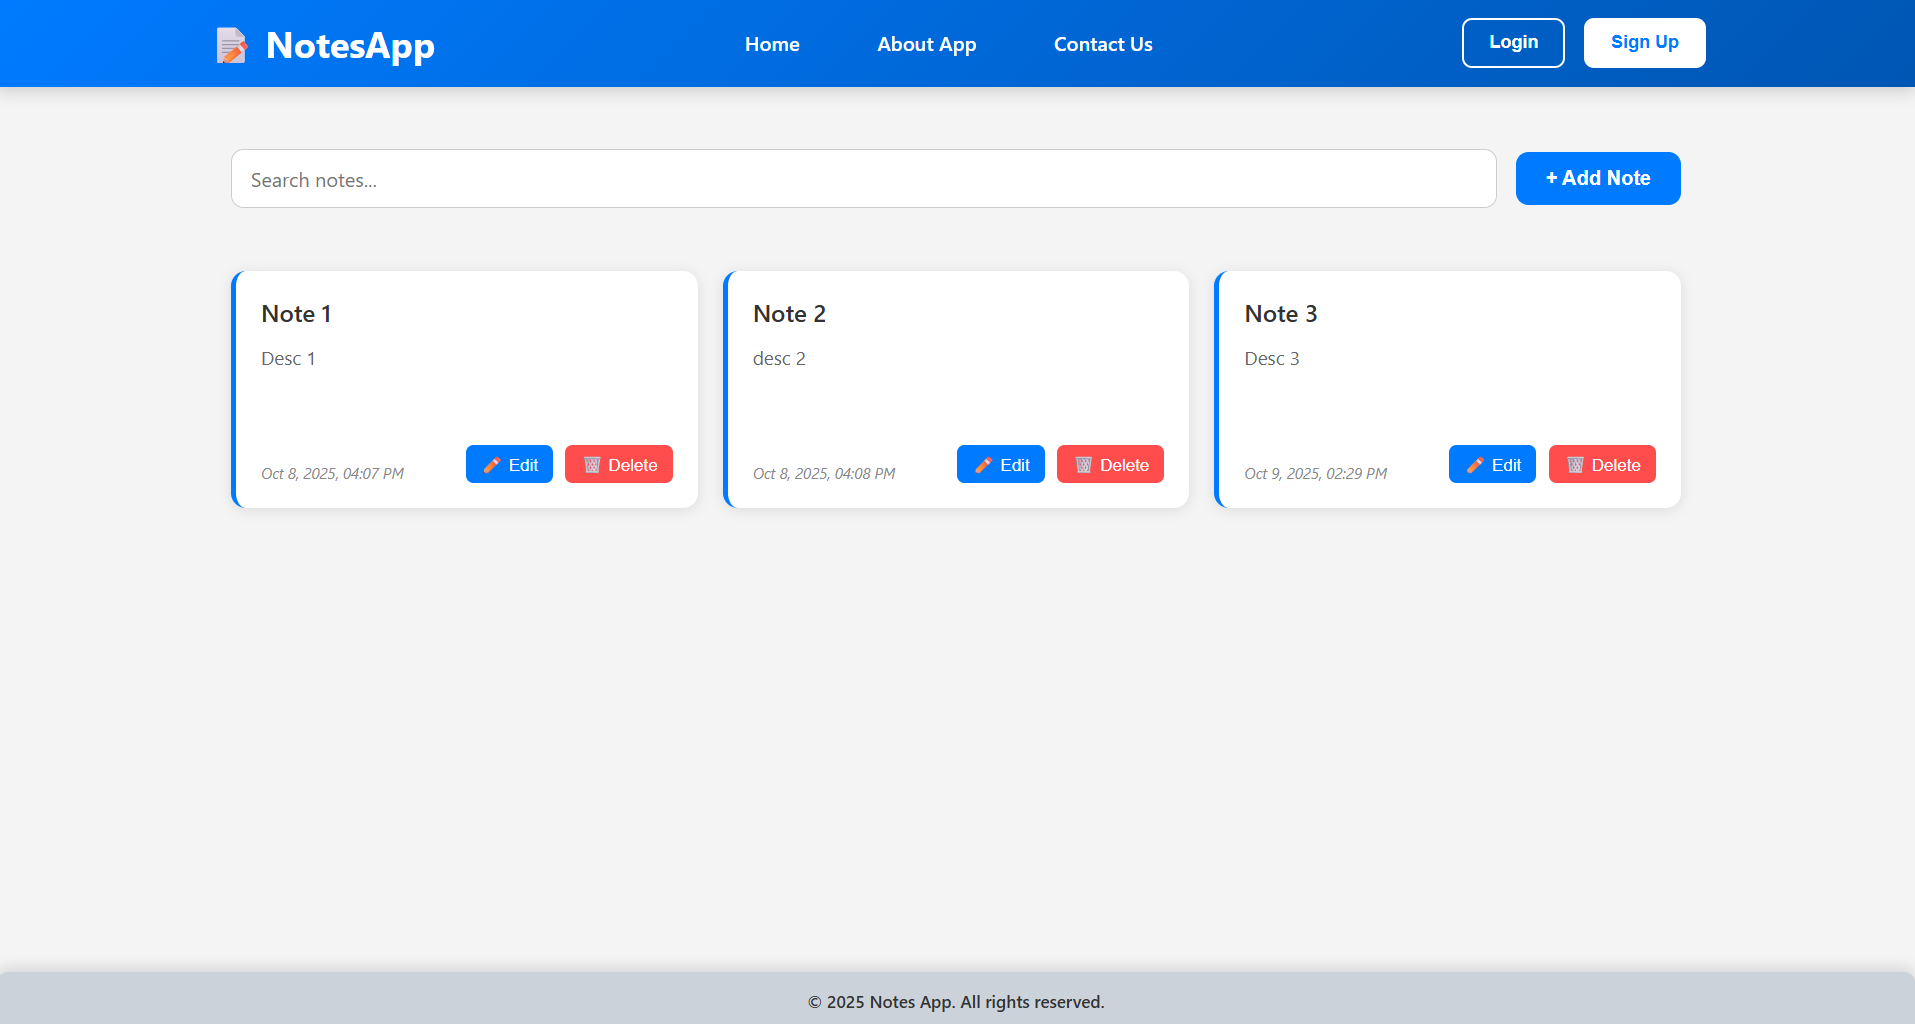 NotesApp
Home
About App
Contact Us
Login
Sign Up
Search notes...
+ Add Note
Note 1
Desc 1
Oct 8, 2025, 04:07 PM
Edit
Delete
Note 2
desc 2
Oct 8, 2025, 04:08 PM
Edit
Delete
Note 3
Desc 3
Oct 9, 2025, 02:29 PM
Edit
Delete
© 2025 Notes App. All rights reserved.